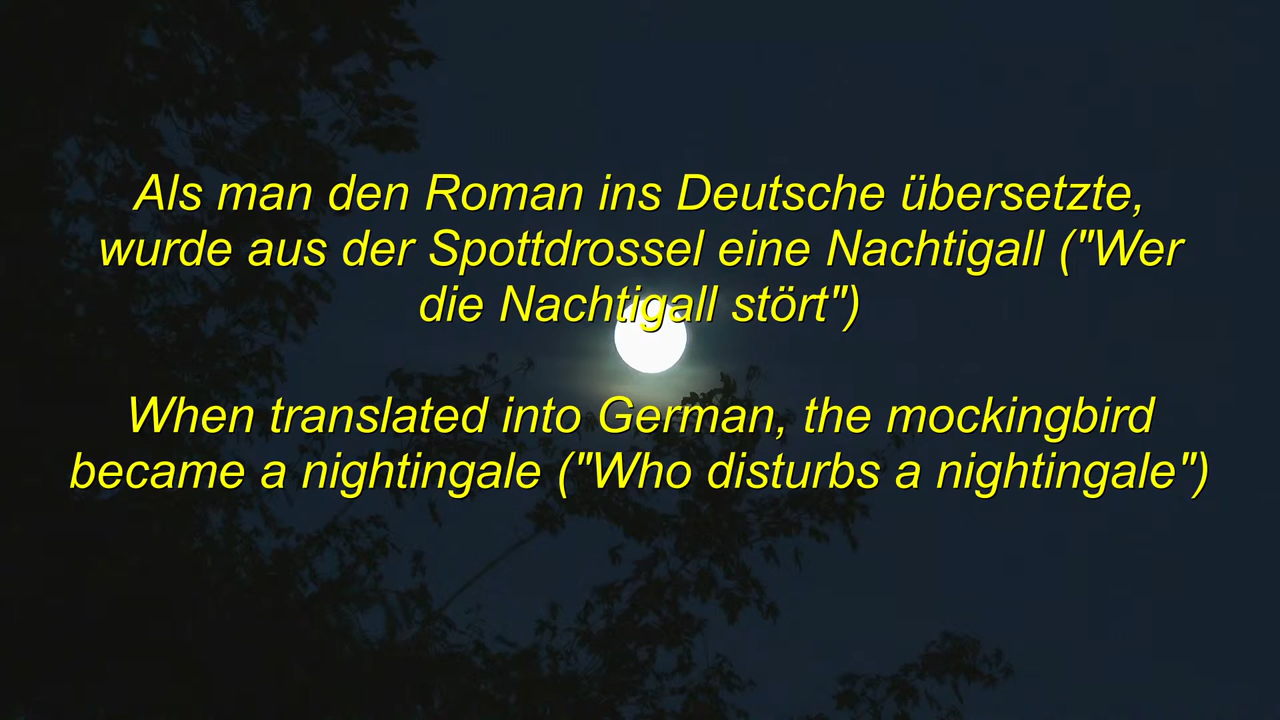 Als man den Roman ins Deutsche übersetzte,
wurde aus der Spottdrossel eine Nachtigall ("Wer
die Nachtigall stört")
When translated into German, the mockingbird
became a nightingale ("Who disturbs a nightingale")